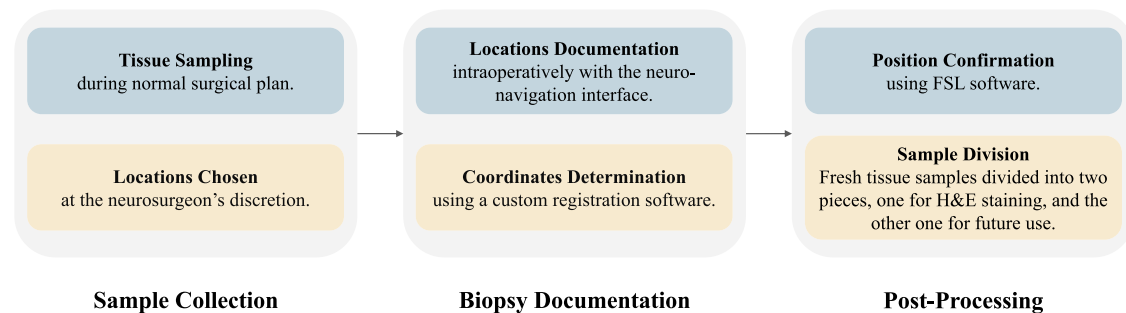 Tissue Sampling
during normal surgical plan.
Locations Chosen
at the neurosurgeon’s discretion.
Sample Collection
Locations Documentation
intraoperatively with the neuro-
navigation interface.
Coordinates Determination
using a custom registration software.
Biopsy Documentation
Position Confirmation
using FSL software.
Sample Division
Fresh tissue samples divided into two
pieces, one for H&E staining, and the
other one for future use.
Post-Processing